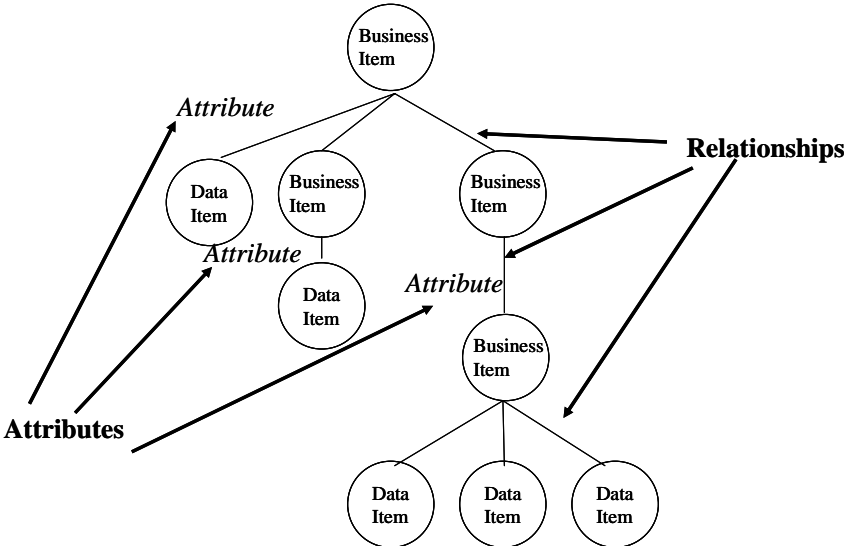 Business
Item
Attribute
Relationships
Data
Item
Business
Item
Business
Item
Attribute
Attribute
Data
Item
Business
Item
Attributes
Data
Item
Data
Item
Data
Item